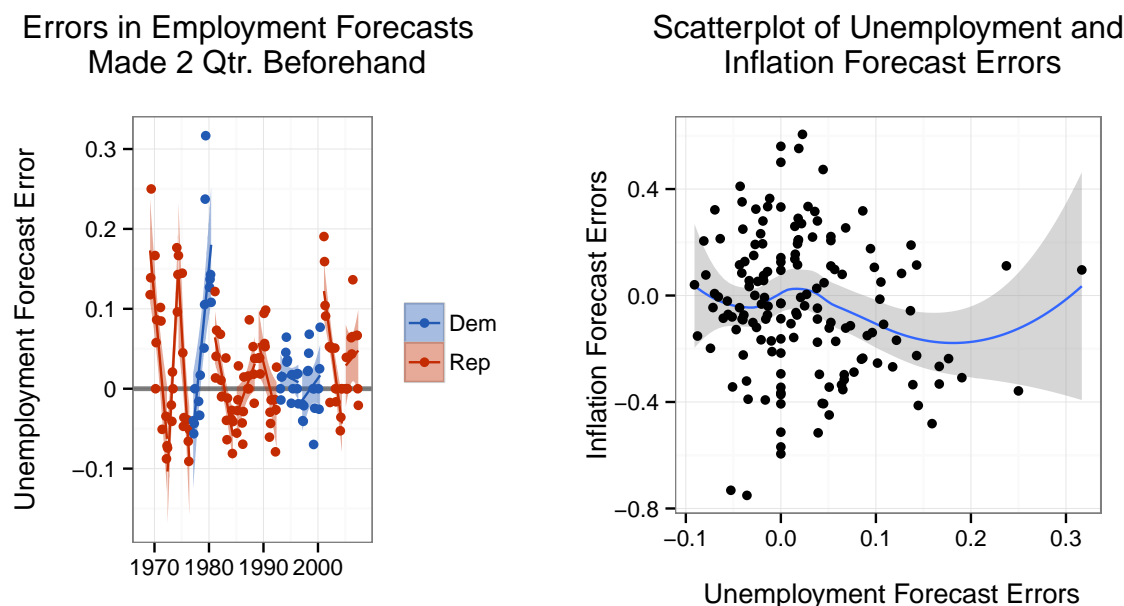 Errors in Employment Forecasts
Made 2 Qtr. Beforehand
Unemployment Forecast Error
0.3
0.2
0.1
0
−0.1
1970 1980 1990 2000
Dem
Rep
Scatterplot of Unemployment and
Inflation Forecast Errors
Inflation Forecast Errors
0.4
0.0
−0.4
−0.8
−0.1 0.0 0.1 0.2 0.3
Unemployment Forecast Errors